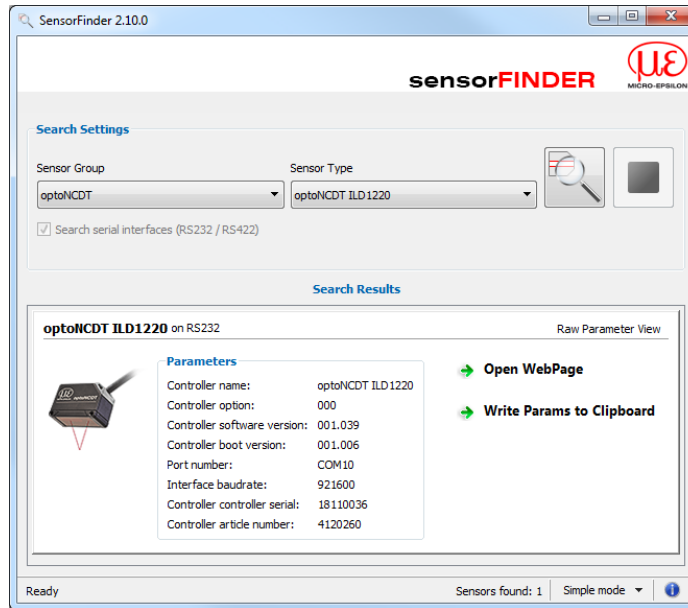 SensorFinder 2.10.0
sensorFINDER
με
MICRO-EPSILON
Search Settings
Sensor Group
Sensor Type
optoNCDT
optoNCDT ILD1220
Search serial interfaces (RS232 / RS422)
Search Results
optoNCDT ILD1220 on RS232
Raw Parameter View
Parameters
Controller name: optoNCDT ILD1220
Controller option: 000
Controller software version: 001.039
Controller boot version: 001.006
Port number: COM10
Interface baudrate: 921600
Controller controller serial: 18110036
Controller article number: 4120260
Open WebPage
Write Params to Clipboard
Ready
Sensors found: 1
Simple mode